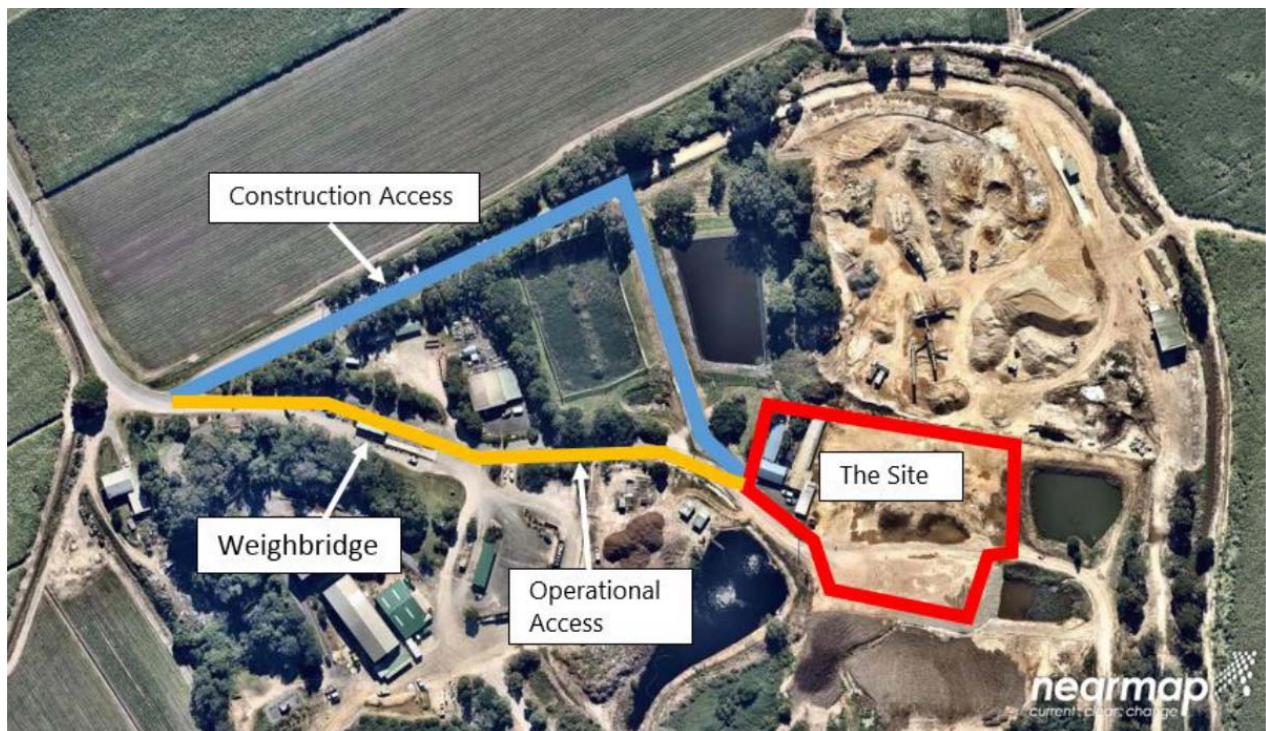 Construction Access
The Site
Weighbridge
Operational
Access
nearmap
current: clear: change